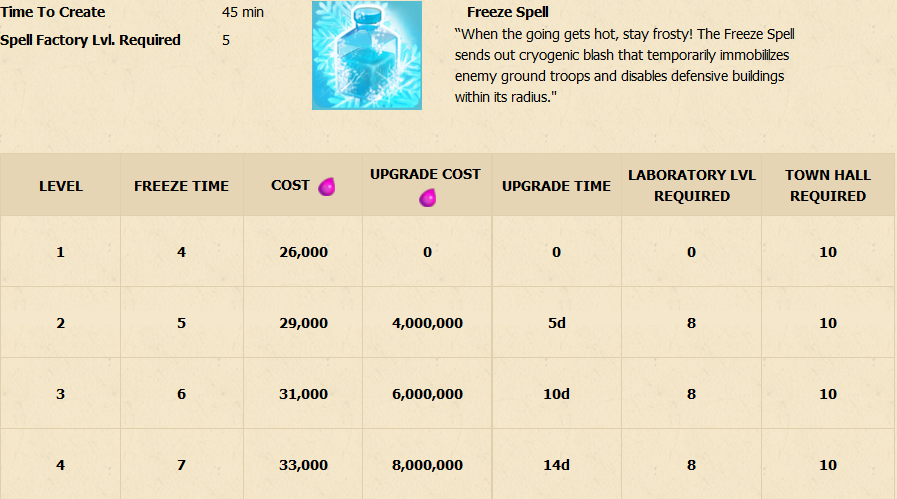 Time To Create 45 min
Spell Factory Lvl. Required 5
Freeze Spell
“When the going gets hot, stay frosty! The Freeze Spell
sends out cryogenic blast that temporarily immobilizes
enemy ground troops and disables defensive buildings
within its radius."
LEVEL FREEZE TIME COST UPGRADE COST UPGRADE TIME LABORATORY LVL REQUIRED TOWN HALL REQUIRED
1 4 26,000 0 0 0 10
2 5 29,000 4,000,000 5d 8 10
3 6 31,000 6,000,000 10d 8 10
4 7 33,000 8,000,000 14d 8 10